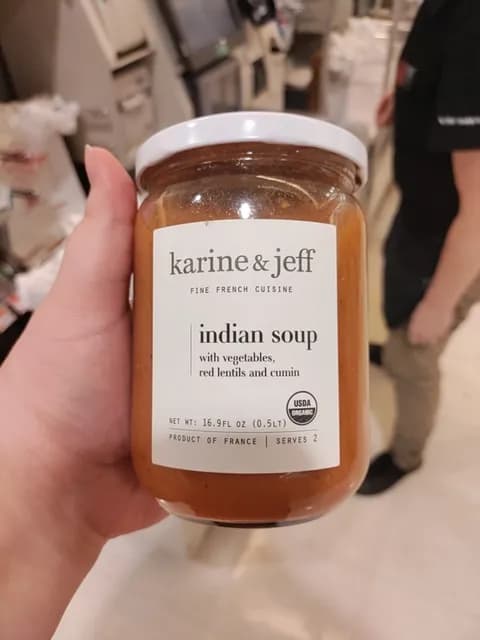 karine & jeff
FINE FRENCH CUISINE
indian soup
with vegetables,
red lentils and cumin
USDA
ORGANIC
NET WT: 16.9FL OZ (0.5LT)
PRODUCT OF FRANCE | SERVES 2